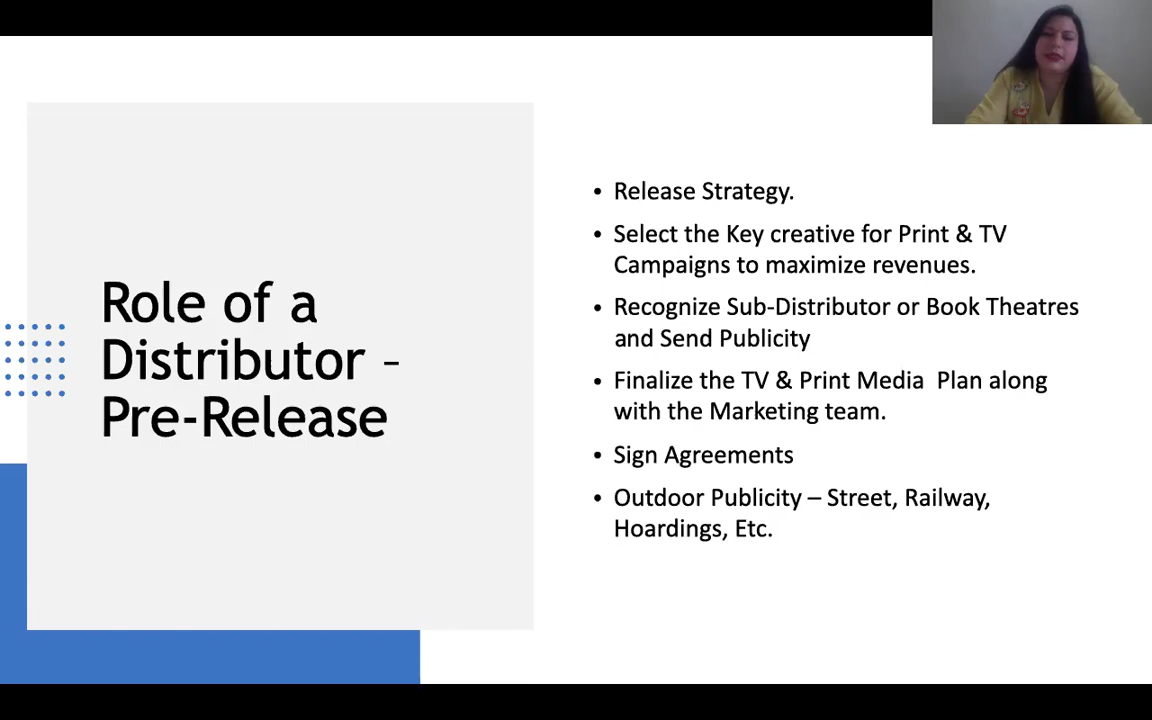 Role of a
Distributor –
Pre-Release
• Release Strategy.
• Select the Key creative for Print & TV
Campaigns to maximize revenues.
• Recognize Sub-Distributor or Book Theatres
and Send Publicity
• Finalize the TV & Print Media  Plan along
with the Marketing team.
• Sign Agreements
• Outdoor Publicity – Street, Railway,
Hoardings, Etc.